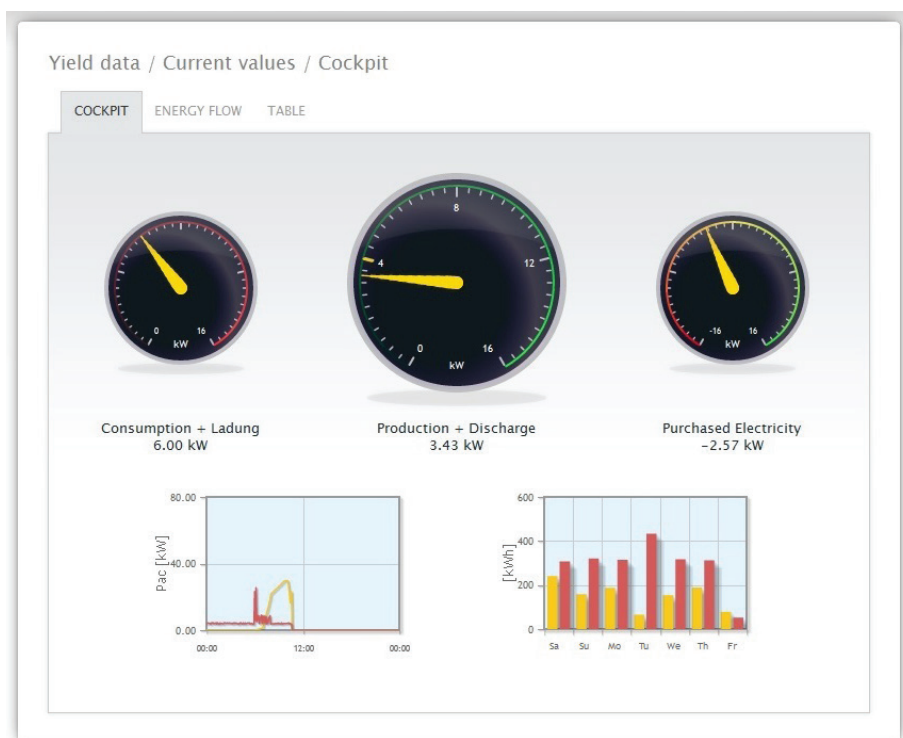 Yield data / Current values / Cockpit
COCKPIT ENERGY FLOW TABLE
8
4 12
0 16
kW
0 16
kW
-16 16
kW
Consumption + Ladung
6.00 kW
Production + Discharge
3.43 kW
Purchased Electricity
-2.57 kW
80.00
40.00
0.00
Pac [kW]
00:00 12:00 00:00
600
400
200
0
[kWh]
Sa Su Mo Tu We Th Fr